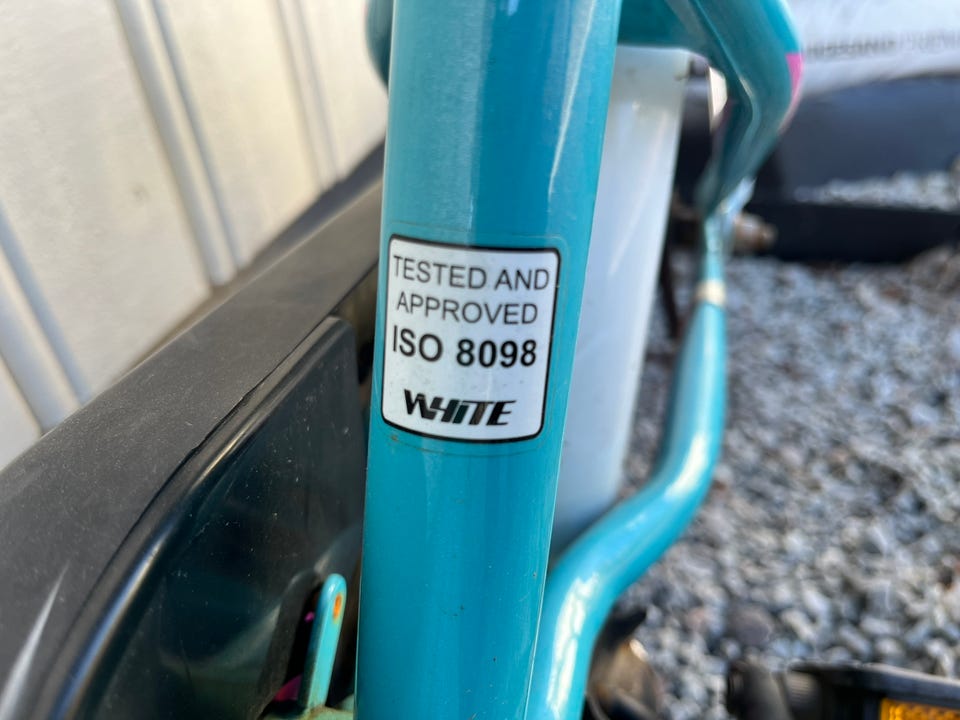 TESTED AND
APPROVED
ISO 8098
WHITE